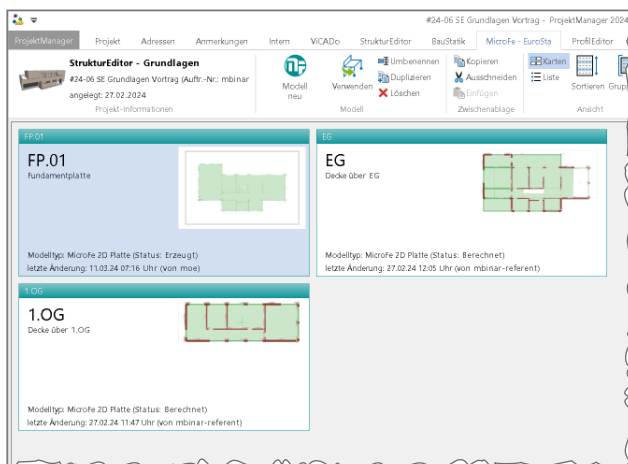 #24-06 SE Grundlagen Vortrag - ProjektManager 2024
ProjektManager Projekt Adressen Anmerkungen Intern ViCADo StrukturEditor BauStatik MicroFe - EuroSta ProfilEditor
StrukturEditor - Grundlagen
#24-06 SE Grundlagen Vortrag (Auftr.-Nr.: mbinar
angelegt: 27.02.2024
Projekt-Informationen
Modell
neu
Verwenden
Umbenennen
Duplizieren
Löschen
Modell
Kopieren
Ausschneiden
Einfügen
Zwischenablage
Karten
Liste
Sortieren
Ansicht
FP.01
FP.01
Fundamentplatte
Modelltyp: MicroFe 2D Platte (Status: Erzeugt)
letzte Änderung: 11.03.24 07:16 Uhr (von moe)
EG
EG
Decke über EG
Modelltyp: MicroFe 2D Platte (Status: Berechnet)
letzte Änderung: 27.02.24 12:05 Uhr (von mbinar-referent)
1.OG
1.OG
Decke über 1.OG
Modelltyp: MicroFe 2D Platte (Status: Berechnet)
letzte Änderung: 27.02.24 11:47 Uhr (von mbinar-referent)